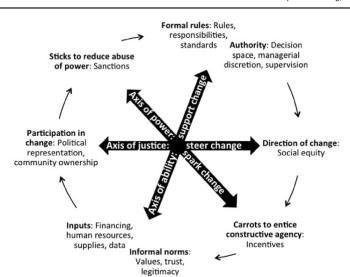 Formal rules: Rules,
responsibilities,
standards
Authority: Decision
space, managerial
discretion, supervision
Sticks to reduce abuse
of power: Sanctions
Axis of power:
support change
Participation in
change: Political
representation,
community ownership
Axis of justice: steer change
Direction of change:
Social equity
Axis of ability:
spark change
Inputs: Financing,
human resources,
supplies, data
Informal norms:
Values, trust,
legitimacy
Carrots to entice
constructive agency:
Incentives